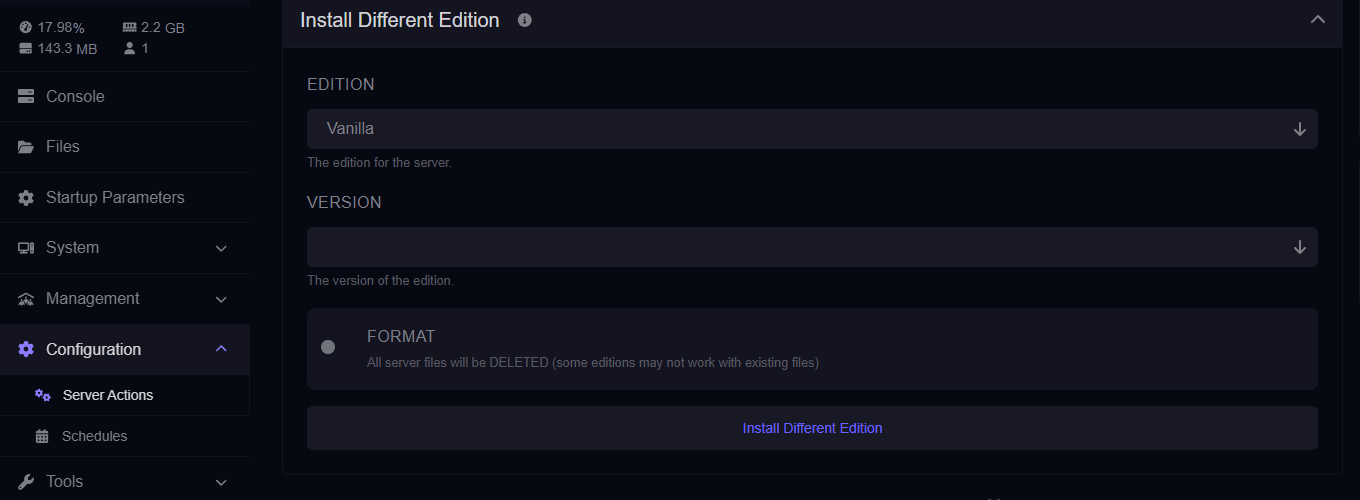 Install Different Edition
17.98% 2.2 GB
143.3 MB 1
Console
Files
Startup Parameters
System
Management
Configuration
Server Actions
Schedules
Tools
EDITION
Vanilla
The edition for the server.
VERSION
The version of the edition.
FORMAT
All server files will be DELETED (some editions may not work with existing files)
Install Different Edition